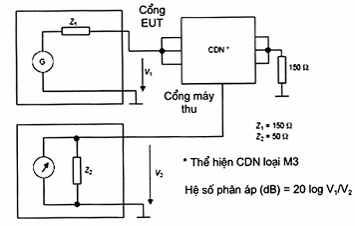 Cổng
EUT
Z₁
G
V₁
CDN *
150 Ω
Cổng máy
thu
Z₁ = 150 Ω
Z₂ = 50 Ω
Z₂
V₂
* Thể hiện CDN loại M3
Hệ số phân áp (dB) = 20 log V₁/V₂